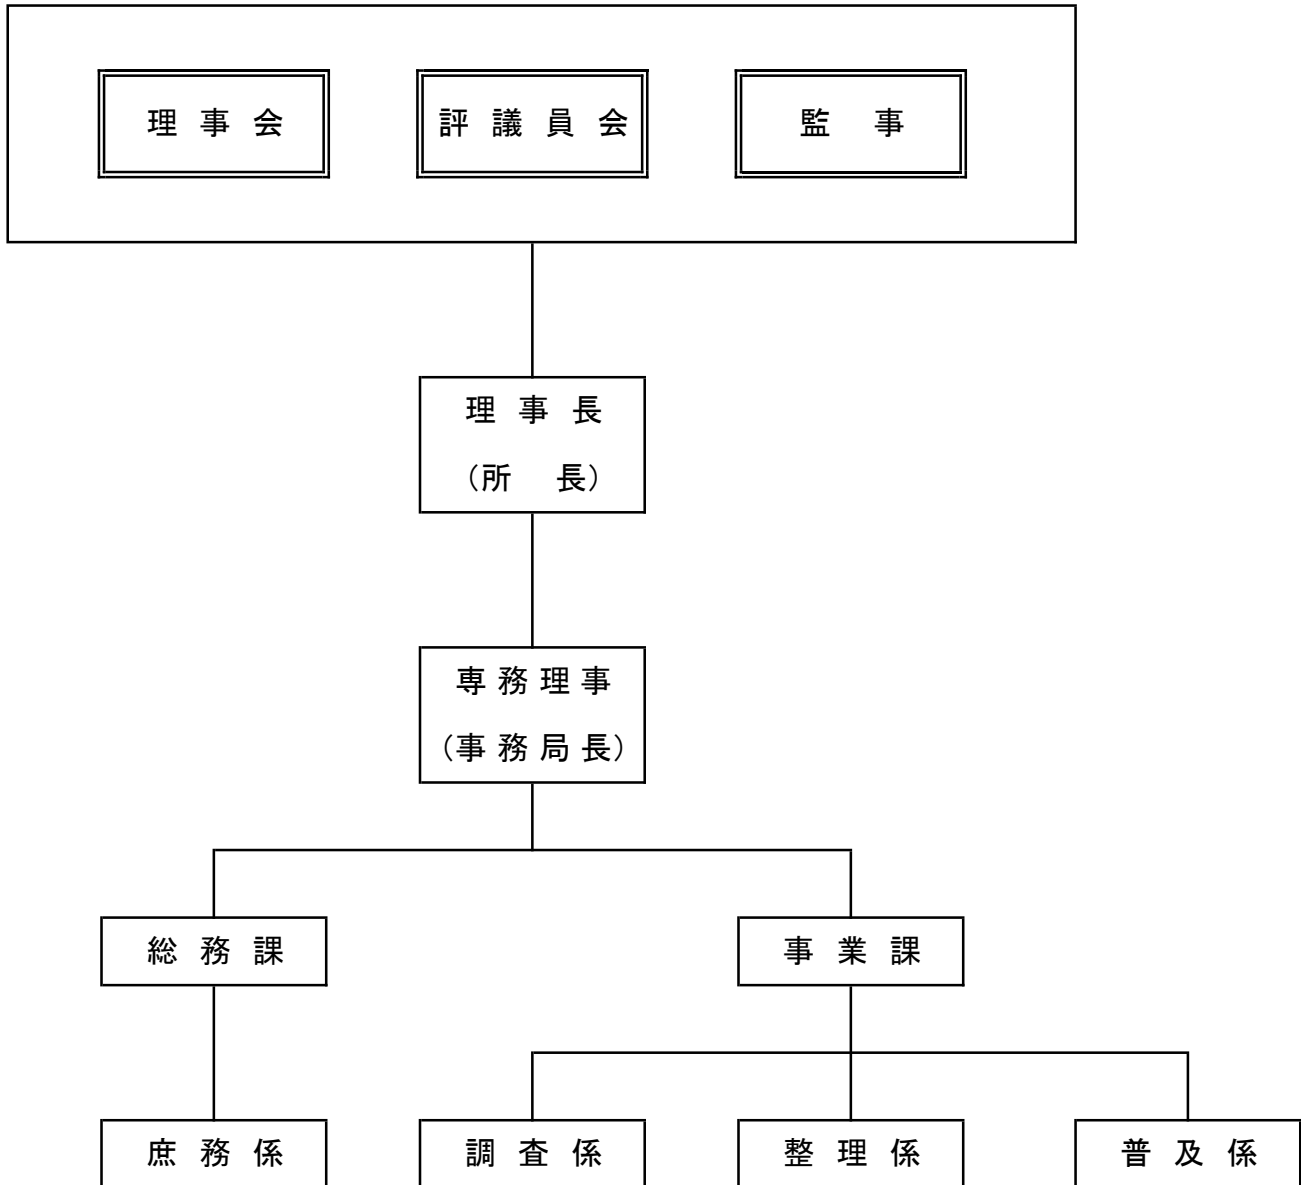 理事会
評議員会
監事
理事長
（所長）
専務理事
（事務局長）
総務課
事業課
庶務係
調査係
整理係
普及係